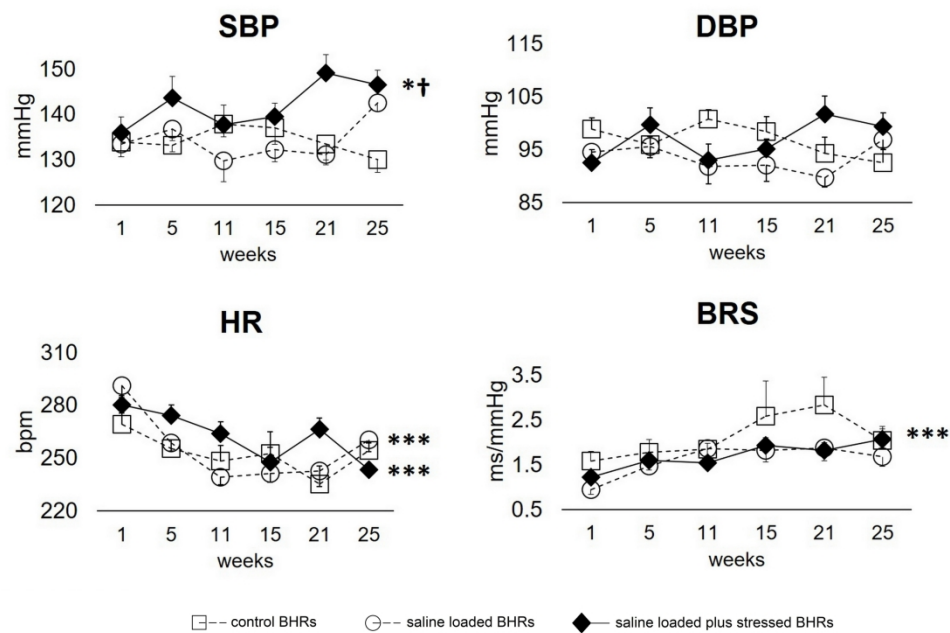 SBP
mmHg
150
140
130
120
1 5 11 15 21 25
weeks
*†
DBP
mmHg
115
105
95
85
1 5 11 15 21 25
weeks
HR
bpm
310
280
250
220
1 5 11 15 21 25
weeks
***
***
BRS
ms/mmHg
3.5
2.5
1.5
0.5
1 5 11 15 21 25
weeks
***
control BHRs saline loaded BHRs saline loaded plus stressed BHRs